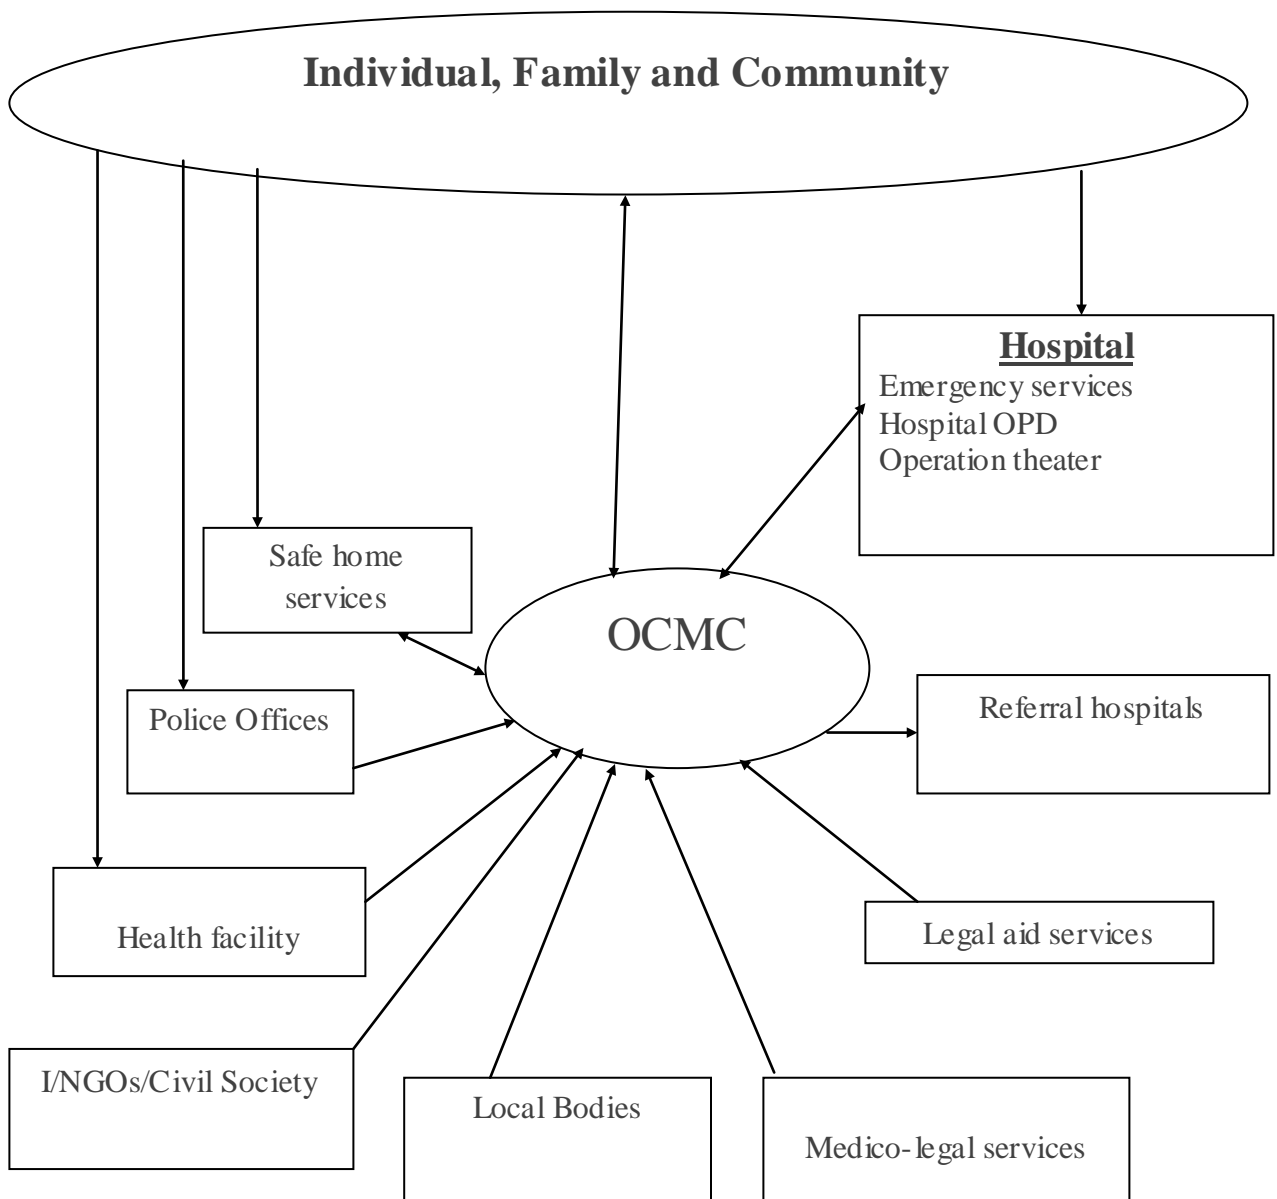 Individual, Family and Community
Hospital
Emergency services
Hospital OPD
Operation theater
Safe home
services
OCMC
Police Offices
Referral hospitals
Health facility
Legal aid services
I/NGOs/Civil Society
Local Bodies
Medico-legal services